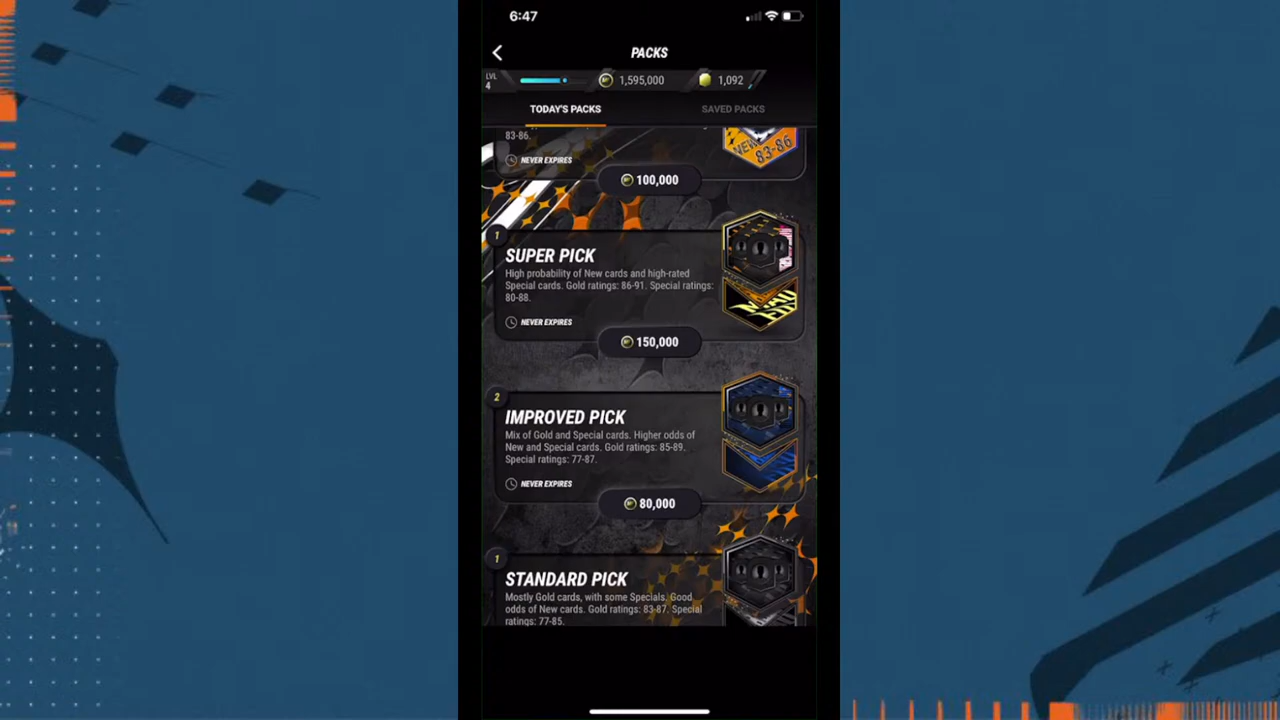 6:47
PACKS
LVL
4
1,595,000
1,092
TODAY'S PACKS
SAVED PACKS
83-86.
NEW
83-86
NEVER EXPIRES
100,000
1
SUPER PICK
High probability of New cards and high-rated
Special cards. Gold ratings: 86-91. Special ratings:
80-88.
NEVER EXPIRES
150,000
2
IMPROVED PICK
Mix of Gold and Special cards. Higher odds of
New and Special cards. Gold ratings: 85-89.
Special ratings: 77-87.
NEVER EXPIRES
80,000
1
STANDARD PICK
Mostly Gold cards, with some Specials. Good
odds of New cards. Gold ratings: 83-87. Special
ratings: 77-85.